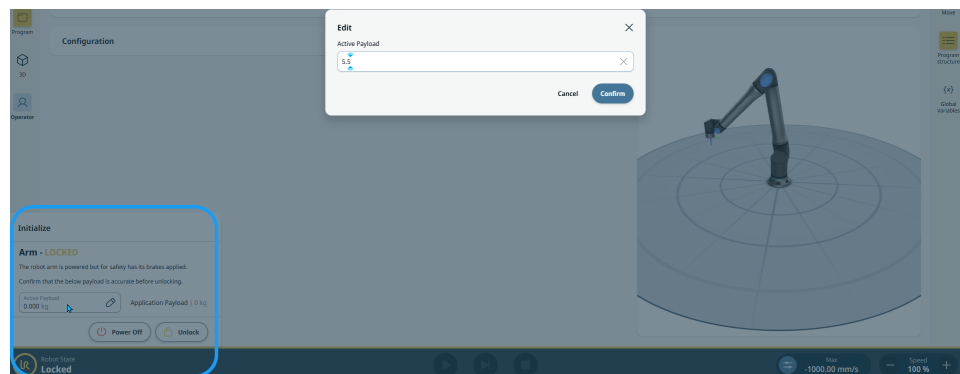 Program
3D
Operator
Configuration
Edit
Active Payload
5.5
Cancel
Confirm
Move
Program
structure
{x}
Global
Variables
Initialize
Arm - LOCKED
The robot arm is powered but for safety has its brakes applied.
Confirm that the below payload is accurate before unlocking.
Active Payload
0.000 kg
Application Payload | 0 kg
Power Off
Unlock
UR
Robot State
Locked
Max
-1000.00 mm/s
Speed
100 %